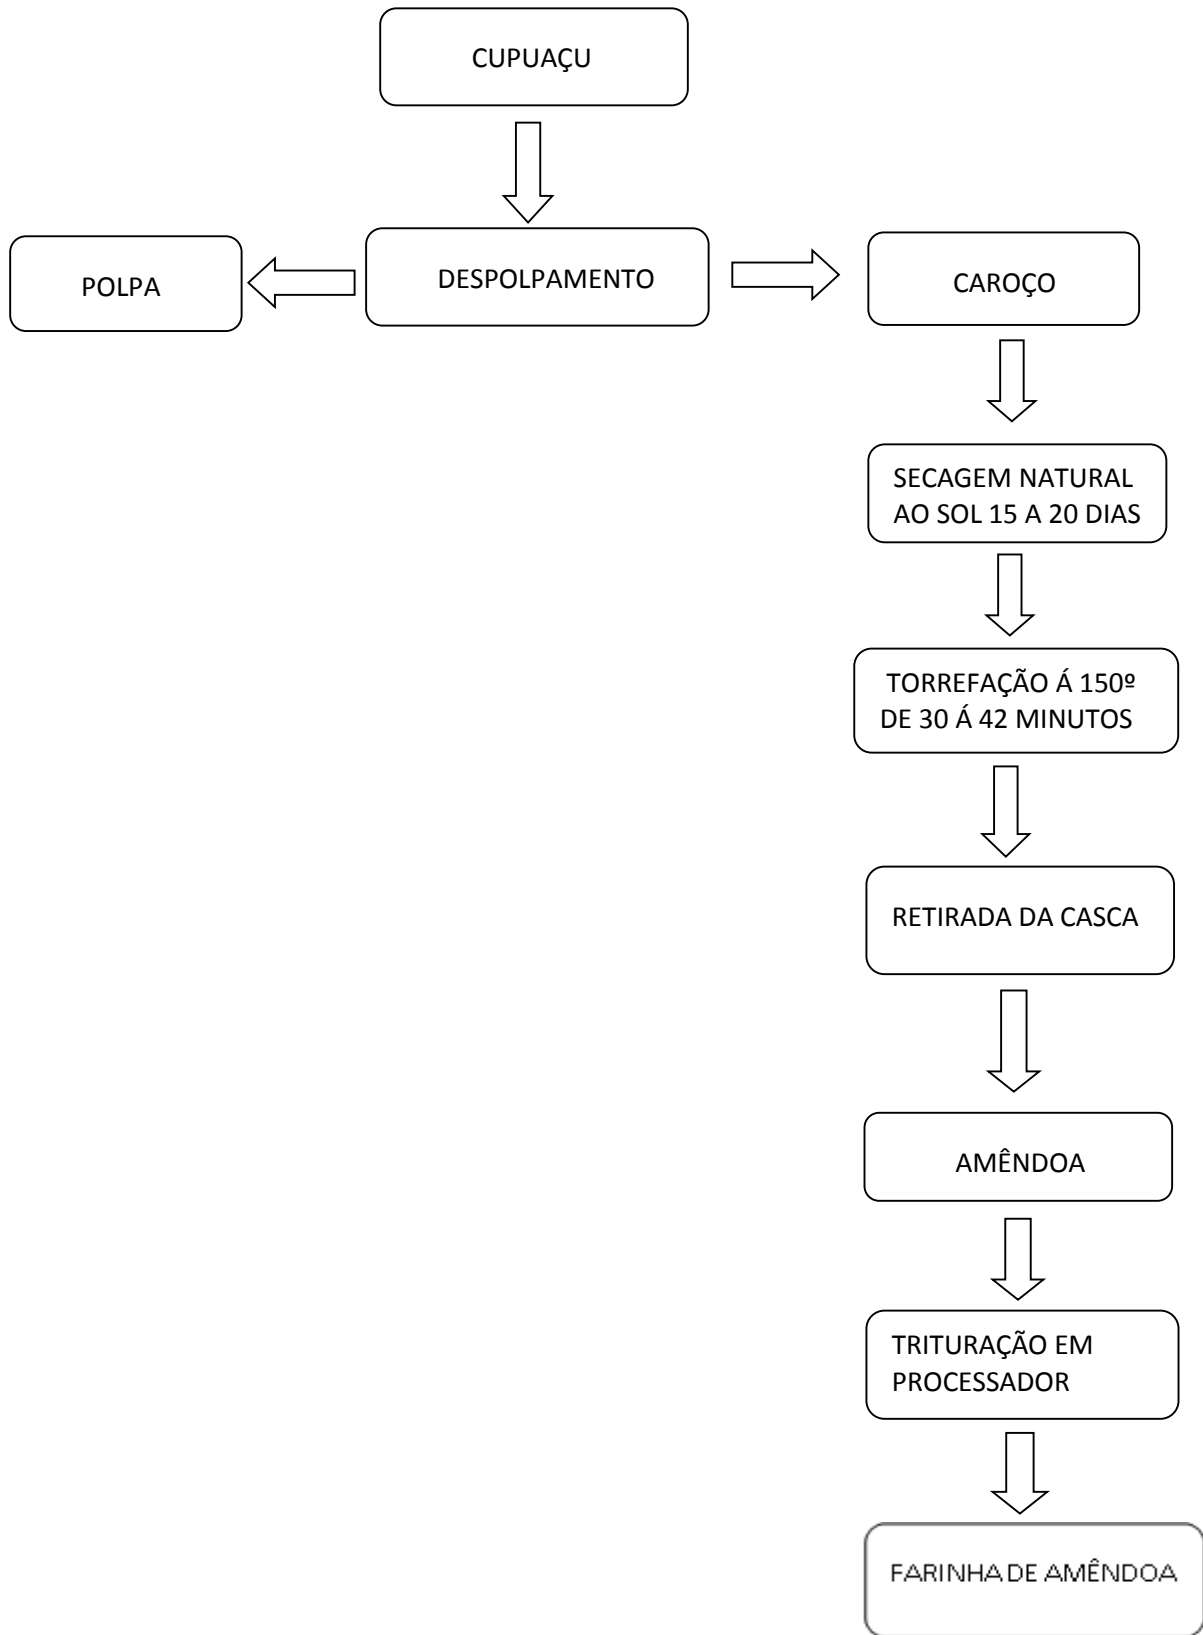 CUPUAÇU
POLPA
DESPOLPAMENTO
CAROÇO
SECAGEM NATURAL
AO SOL 15 A 20 DIAS
TORREFAÇÃO Á 150º
DE 30 Á 42 MINUTOS
RETIRADA DA CASCA
AMÊNDOA
TRITURAÇÃO EM
PROCESSADOR
FARINHA DE AMÊNDOA